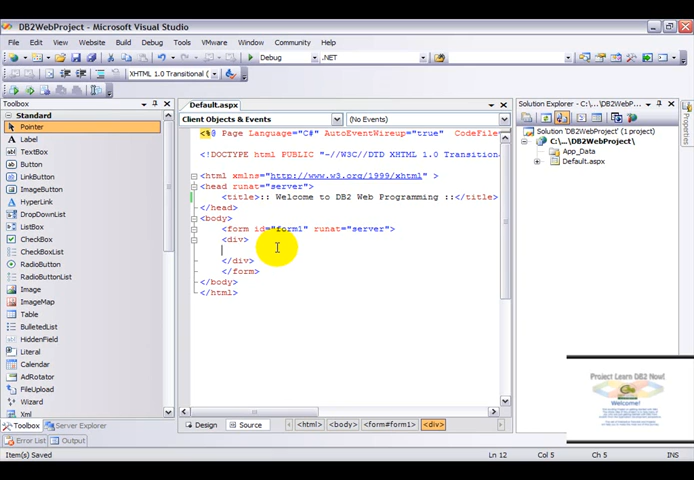 DB2WebProject - Microsoft Visual Studio
File Edit View Website Build Debug Tools VMware Window Community Help
Debug .NET
XHTML 1.0 Transitional (
Toolbox
Standard
Pointer
Label
TextBox
Button
LinkButton
ImageButton
HyperLink
DropDownList
ListBox
CheckBox
CheckBoxList
RadioButton
RadioButtonList
Image
ImageMap
Table
BulletedList
HiddenField
Literal
Calendar
AdRotator
FileUpload
Wizard
Xml
Toolbox Server Explorer
Default.aspx
Client Objects & Events (No Events)
<%@ Page Language="C#" AutoEventWireup="true" CodeFile=
<!DOCTYPE html PUBLIC "-//W3C//DTD XHTML 1.0 Transition
<html xmlns="http://www.w3.org/1999/xhtml" >
<head runat="server">
<title>:: Welcome to DB2 Web Programming ::</title>
</head>
<body>
<form id="form1" runat="server">
<div>
</div>
</form>
</body>
</html>
Design Source <html> <body> <form#form1> <div>
Solution Explorer - C:\...\DB2WebP...
Solution 'DB2WebProject' (1 project)
C:\...\DB2WebProject\
App_Data
Default.aspx
Properties
Project Learn DB2 Now!
Welcome!
Error List Output
Item(s) Saved Ln 12 Col 5 Ch 5 INS